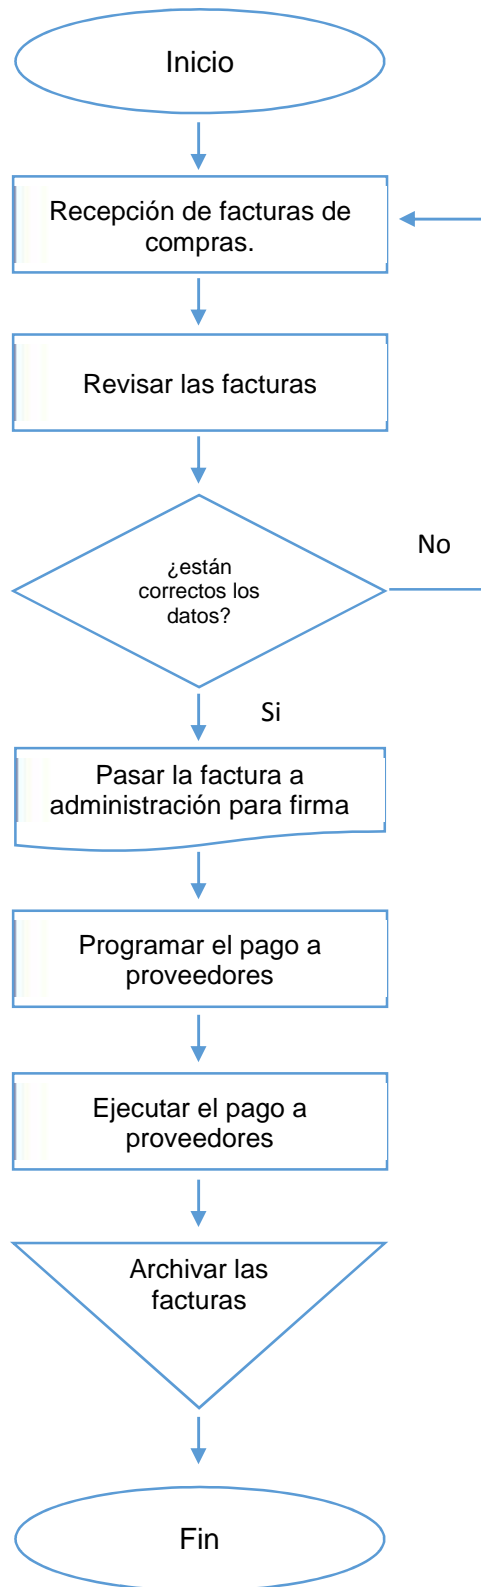 Inicio
Recepción de facturas de
compras.
Revisar las facturas
¿están
correctos los
datos?
No
Si
Pasar la factura a
administración para firma
Programar el pago a
proveedores
Ejecutar el pago a
proveedores
Archivar las
facturas
Fin